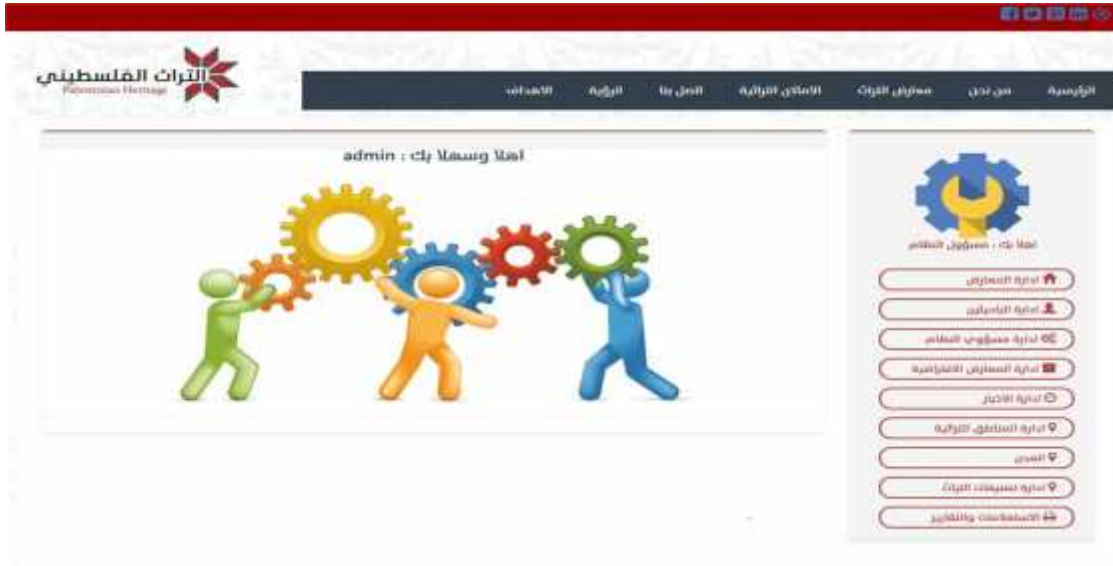 التراث الفلسطيني
Palestinian Heritage
الرئيسية من نحن معارض التراث الاماكن التراثية اتصل بنا الرؤية الاهداف
اهلا وسهلا بك : admin
اهلا بك : مسؤول النظام
ادارة المعارض
ادارة الباحثين
ادارة مسؤولي النظام
ادارة المعارض الافتراضية
ادارة الاخبار
ادارة المناطق التراثية
المدن
ادارة تصنيفات التراث
الاستعلامات والتقارير